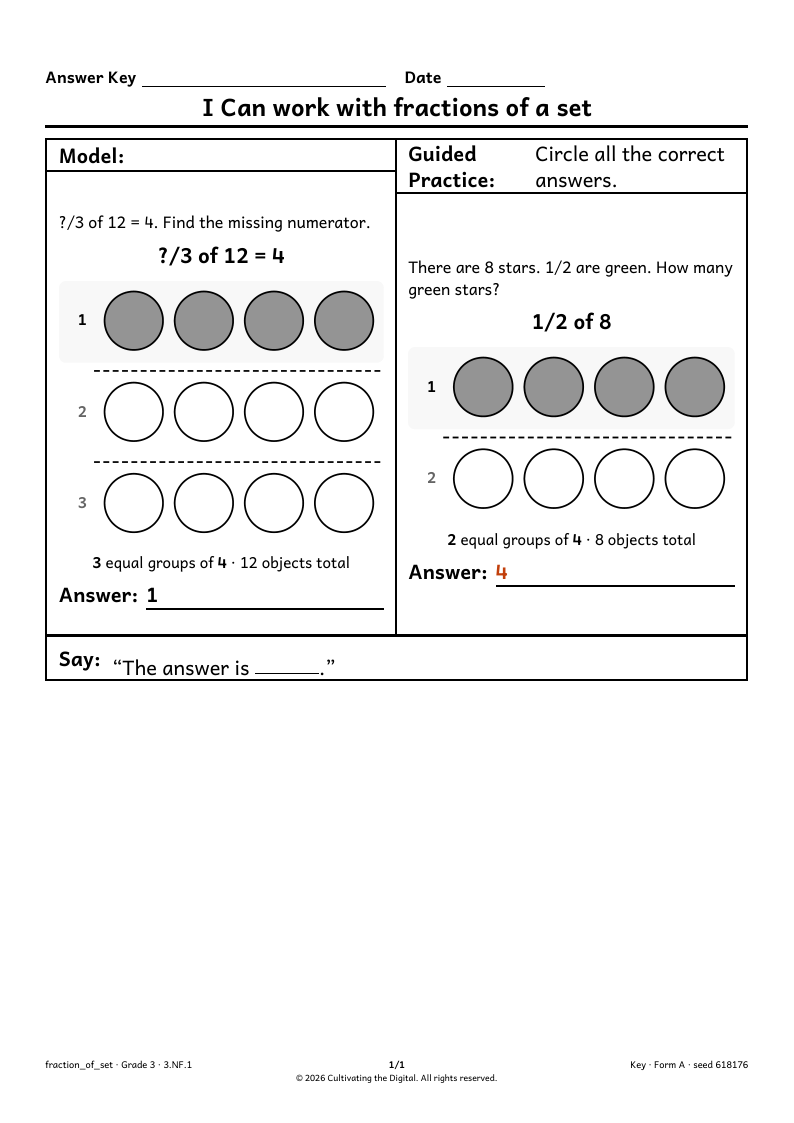 Answer Key ____________ Date ____________
I Can work with fractions of a set
Model:
?/3 of 12 = 4. Find the missing numerator.
?/3 of 12 = 4
1
2
3
3 equal groups of 4 · 12 objects total
Answer: 1
Guided Practice: Circle all the correct answers.
There are 8 stars. 1/2 are green. How many
green stars?
1/2 of 8
1
2
2 equal groups of 4 · 8 objects total
Answer: 4
Say: “The answer is ______.”
fraction_of_set · Grade 3 · 3.NF.1
1/1
Key · Form A · seed 618176
© 2026 Cultivating the Digital. All rights reserved.